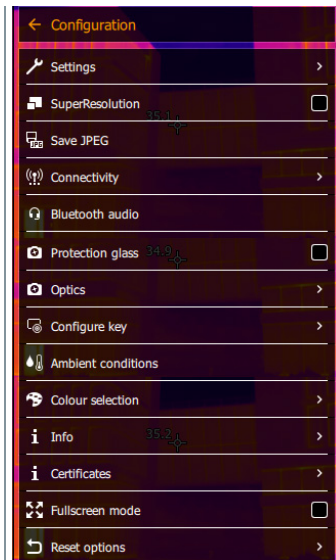 Configuration
Settings
SuperResolution
35.1
Save JPEG
Connectivity
Bluetooth audio
Protection glass 34.9
Optics
Configure key
Ambient conditions
Colour selection
Info 35.2
Certificates
Fullscreen mode
Reset options